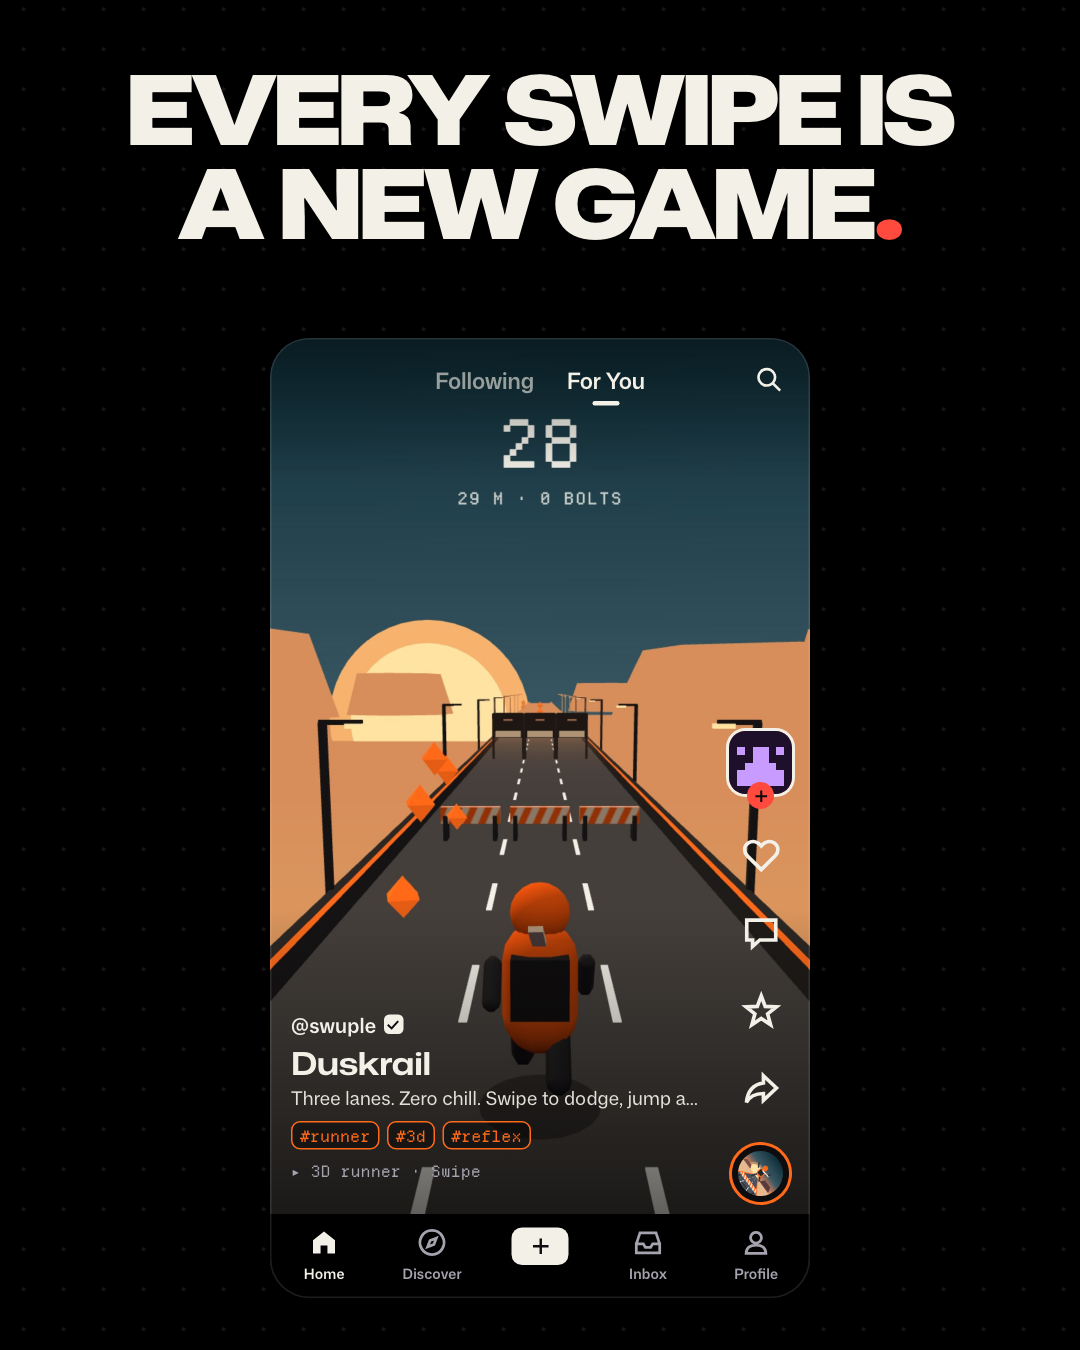 EVERY SWIPE IS
A NEW GAME.
Following For You
28
29 M · 0 BOLTS
@swuple
Duskrail
Three lanes. Zero chill. Swipe to dodge, jump a...
#runner #3d #reflex
▸ 3D runner · Swipe
Home Discover Inbox Profile